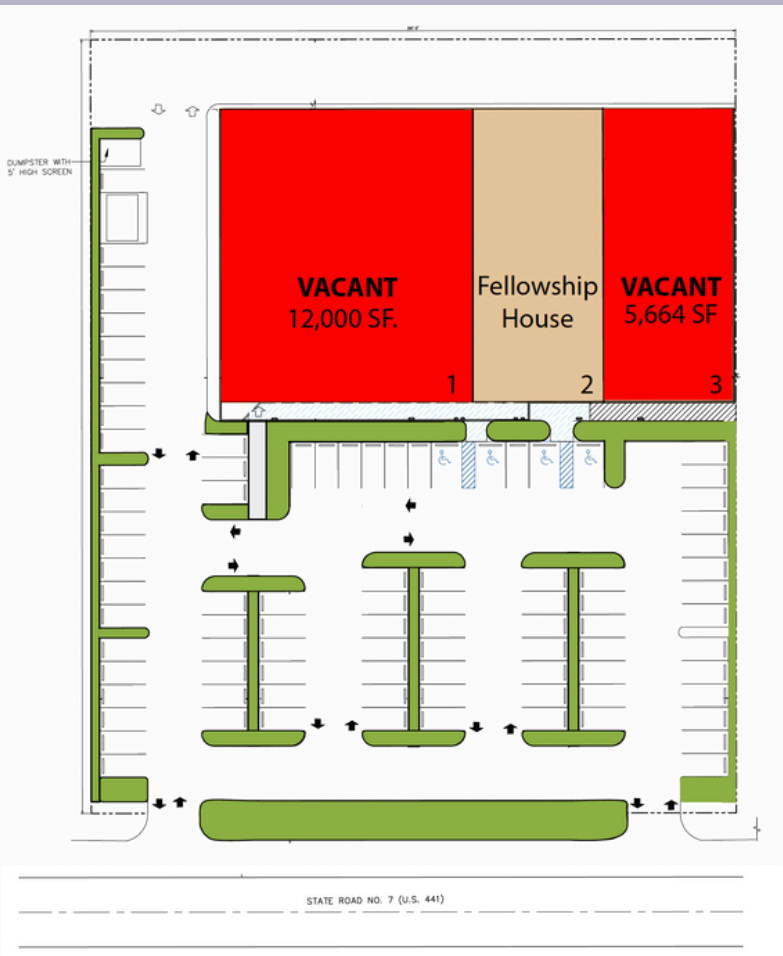 DUMPSTER WITH
5' HIGH SCREEN
VACANT
12,000 SF.
1
Fellowship
House
2
VACANT
5,664 SF
3
STATE ROAD NO. 7 (U.S. 441)